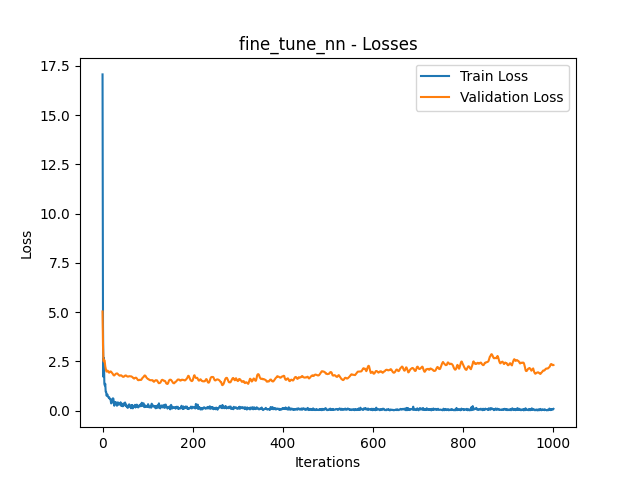 fine_tune_nn - Losses
Train Loss
Validation Loss
17.5
15.0
12.5
10.0
7.5
5.0
2.5
0.0
Loss
0 200 400 600 800 1000
Iterations